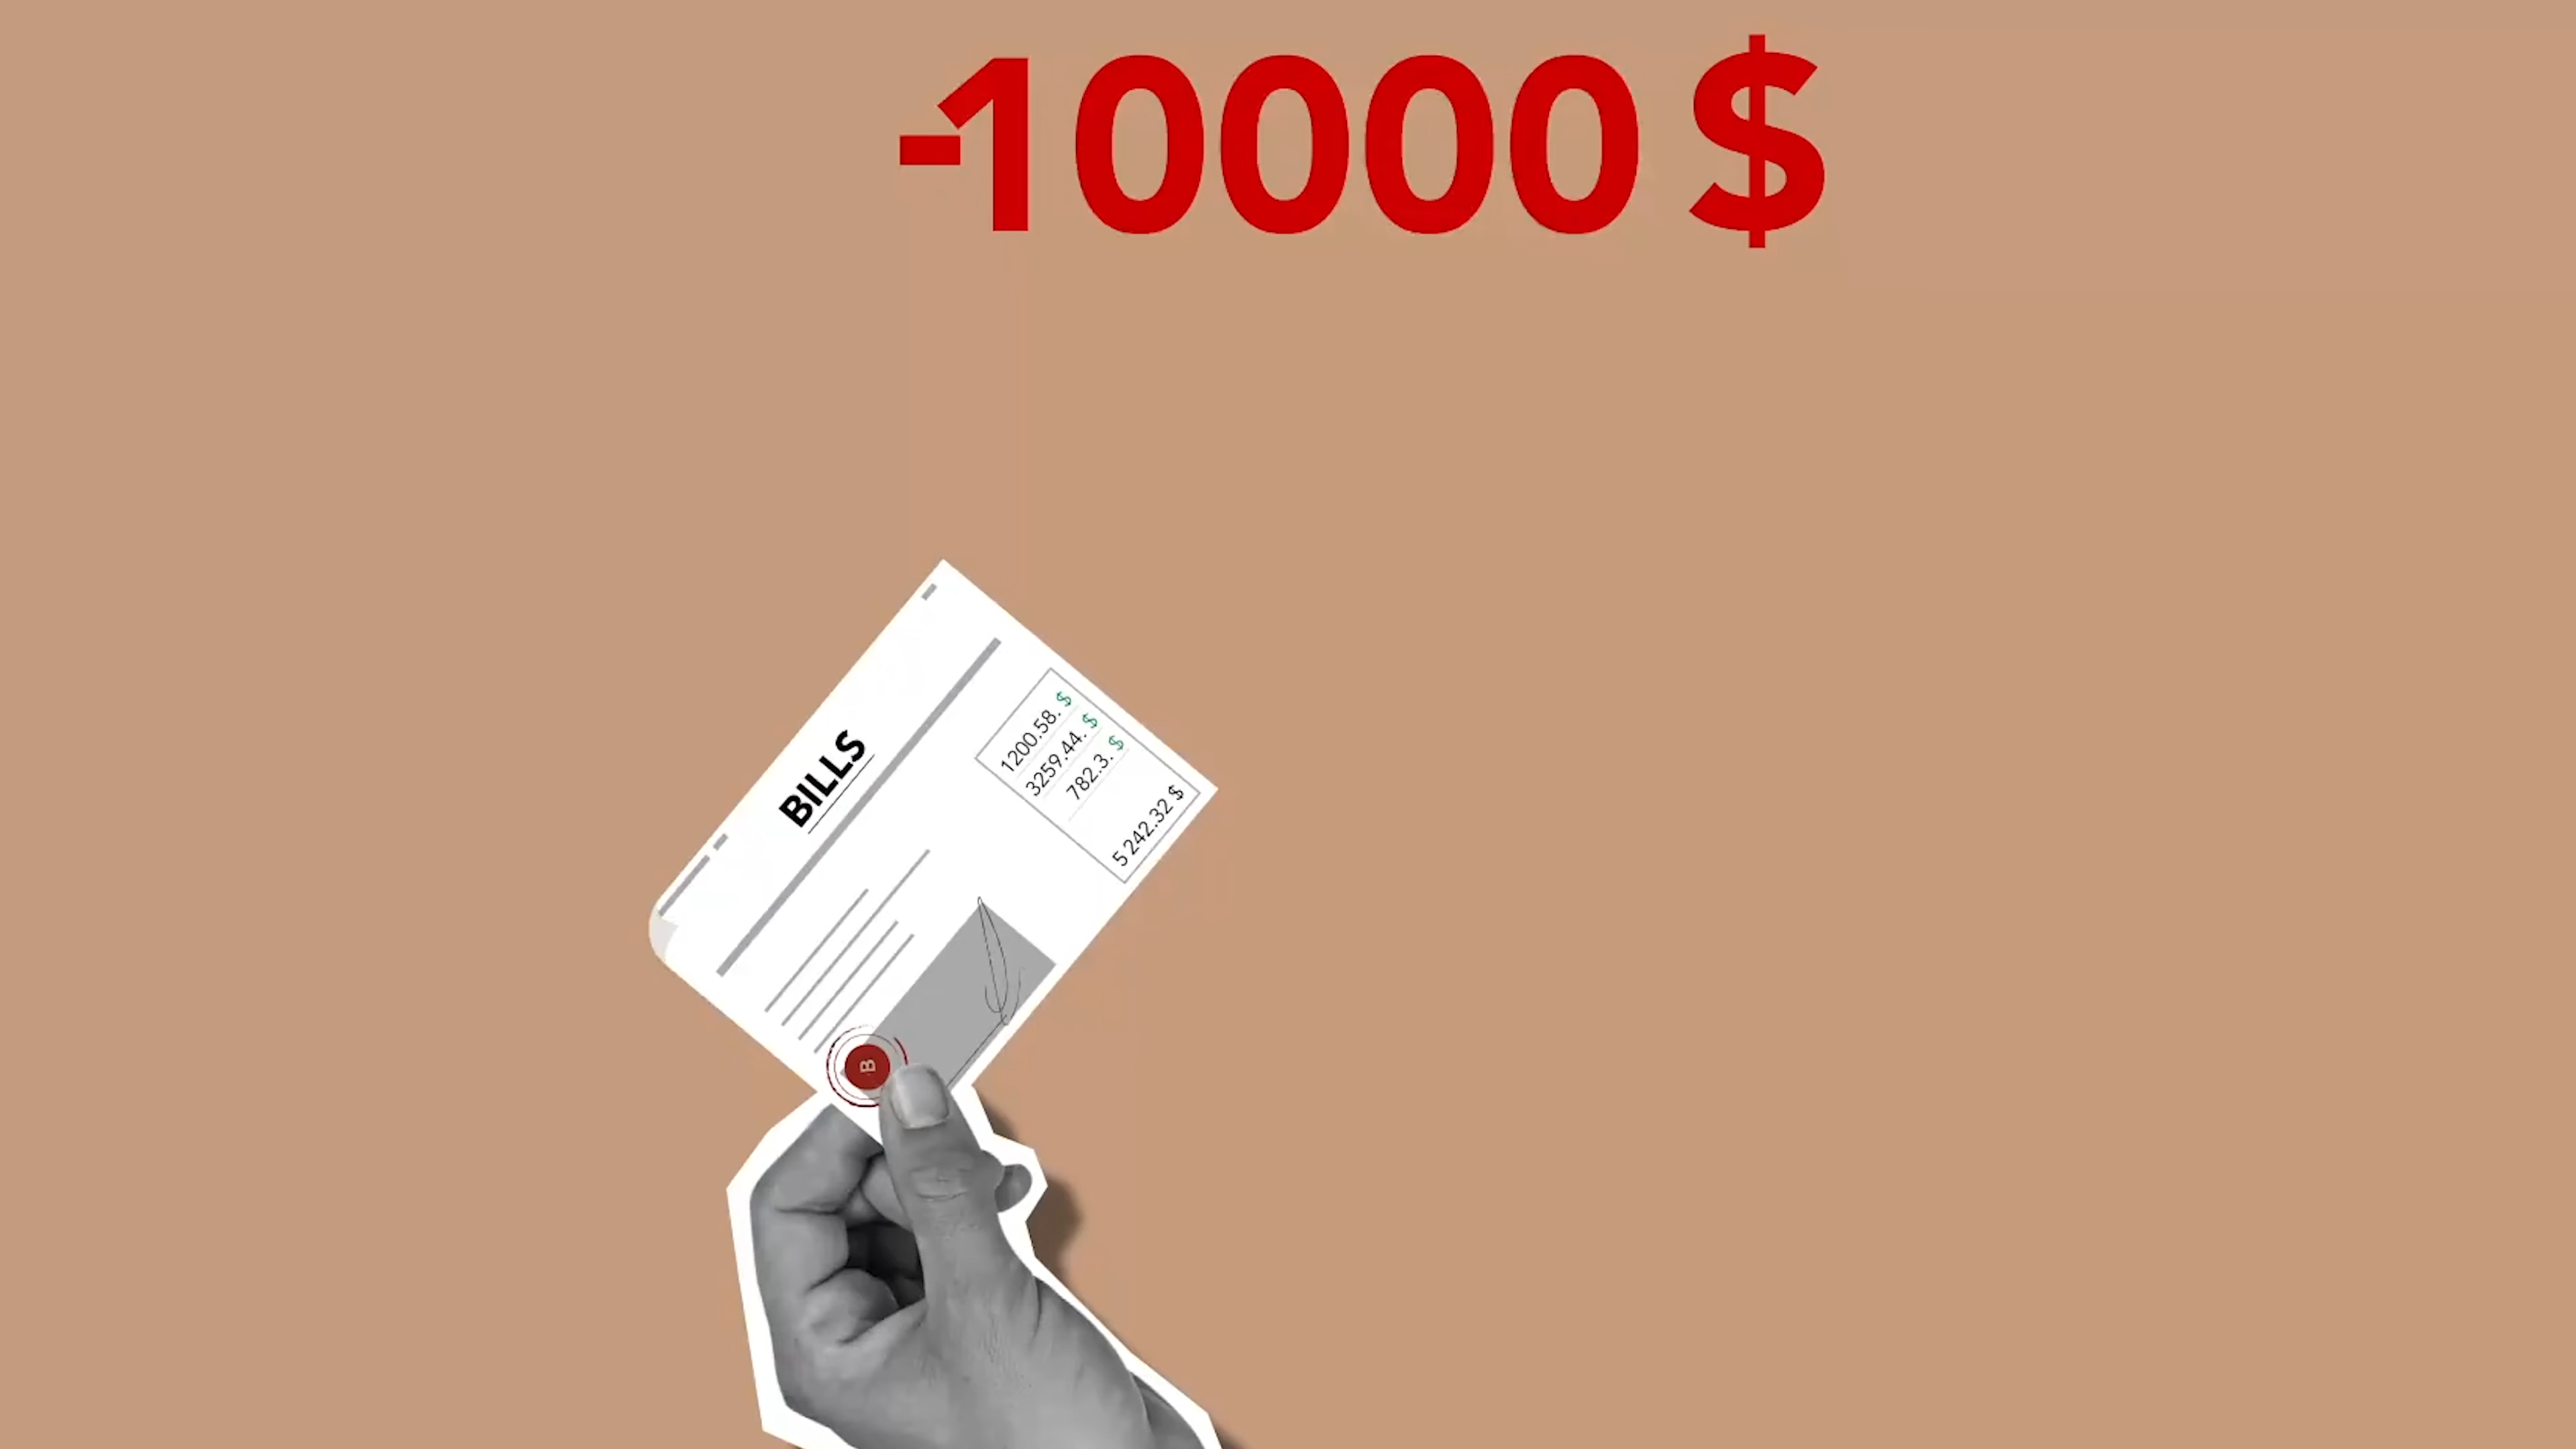 -10000 $
BILLS
1200.58. $
3259.44. $
782.3. $
5 242.32 $
B